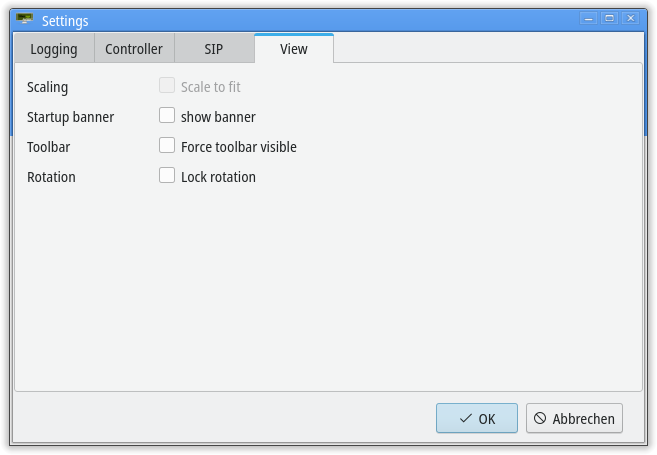 Settings
Logging Controller SIP View
Scaling Scale to fit
Startup banner show banner
Toolbar Force toolbar visible
Rotation Lock rotation
OK Abbrechen